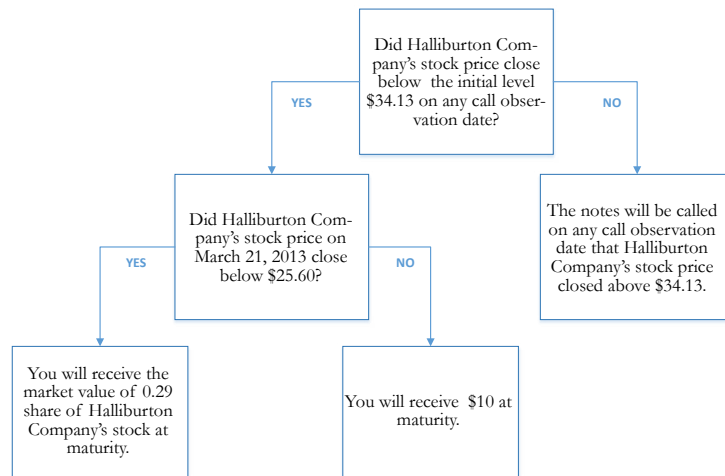 Did Halliburton Com-
pany's stock price close
below the initial level
$34.13 on any call obser-
vation date?
YES
NO
Did Halliburton Com-
pany's stock price on
March 21, 2013 close
below $25.60?
The notes will be called
on any call observation
date that Halliburton
Company's stock price
closed above $34.13.
YES
NO
You will receive the
market value of 0.29
share of Halliburton
Company's stock at
maturity.
You will receive $10 at
maturity.